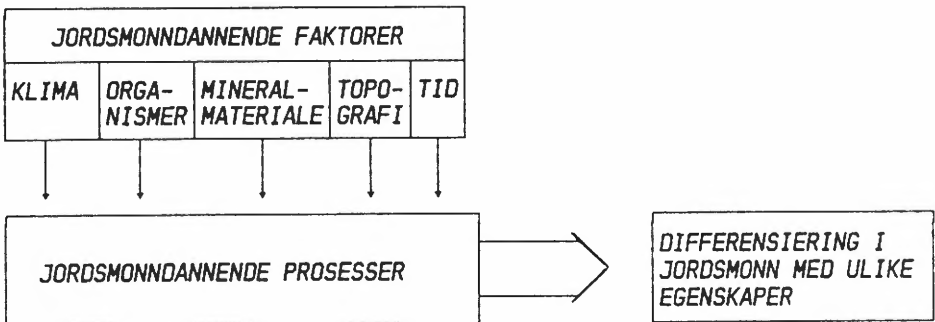 JORDSMONNDANNENDE FAKTORER
KLIMA
ORGA-
NISMER
MINERAL-
MATERIALE
TOPO-
GRAFI
TID
JORDSMONNDANNENDE PROSESSER
DIFFERENSIERING I
JORDSMONN MED ULIKE
EGENSKAPER